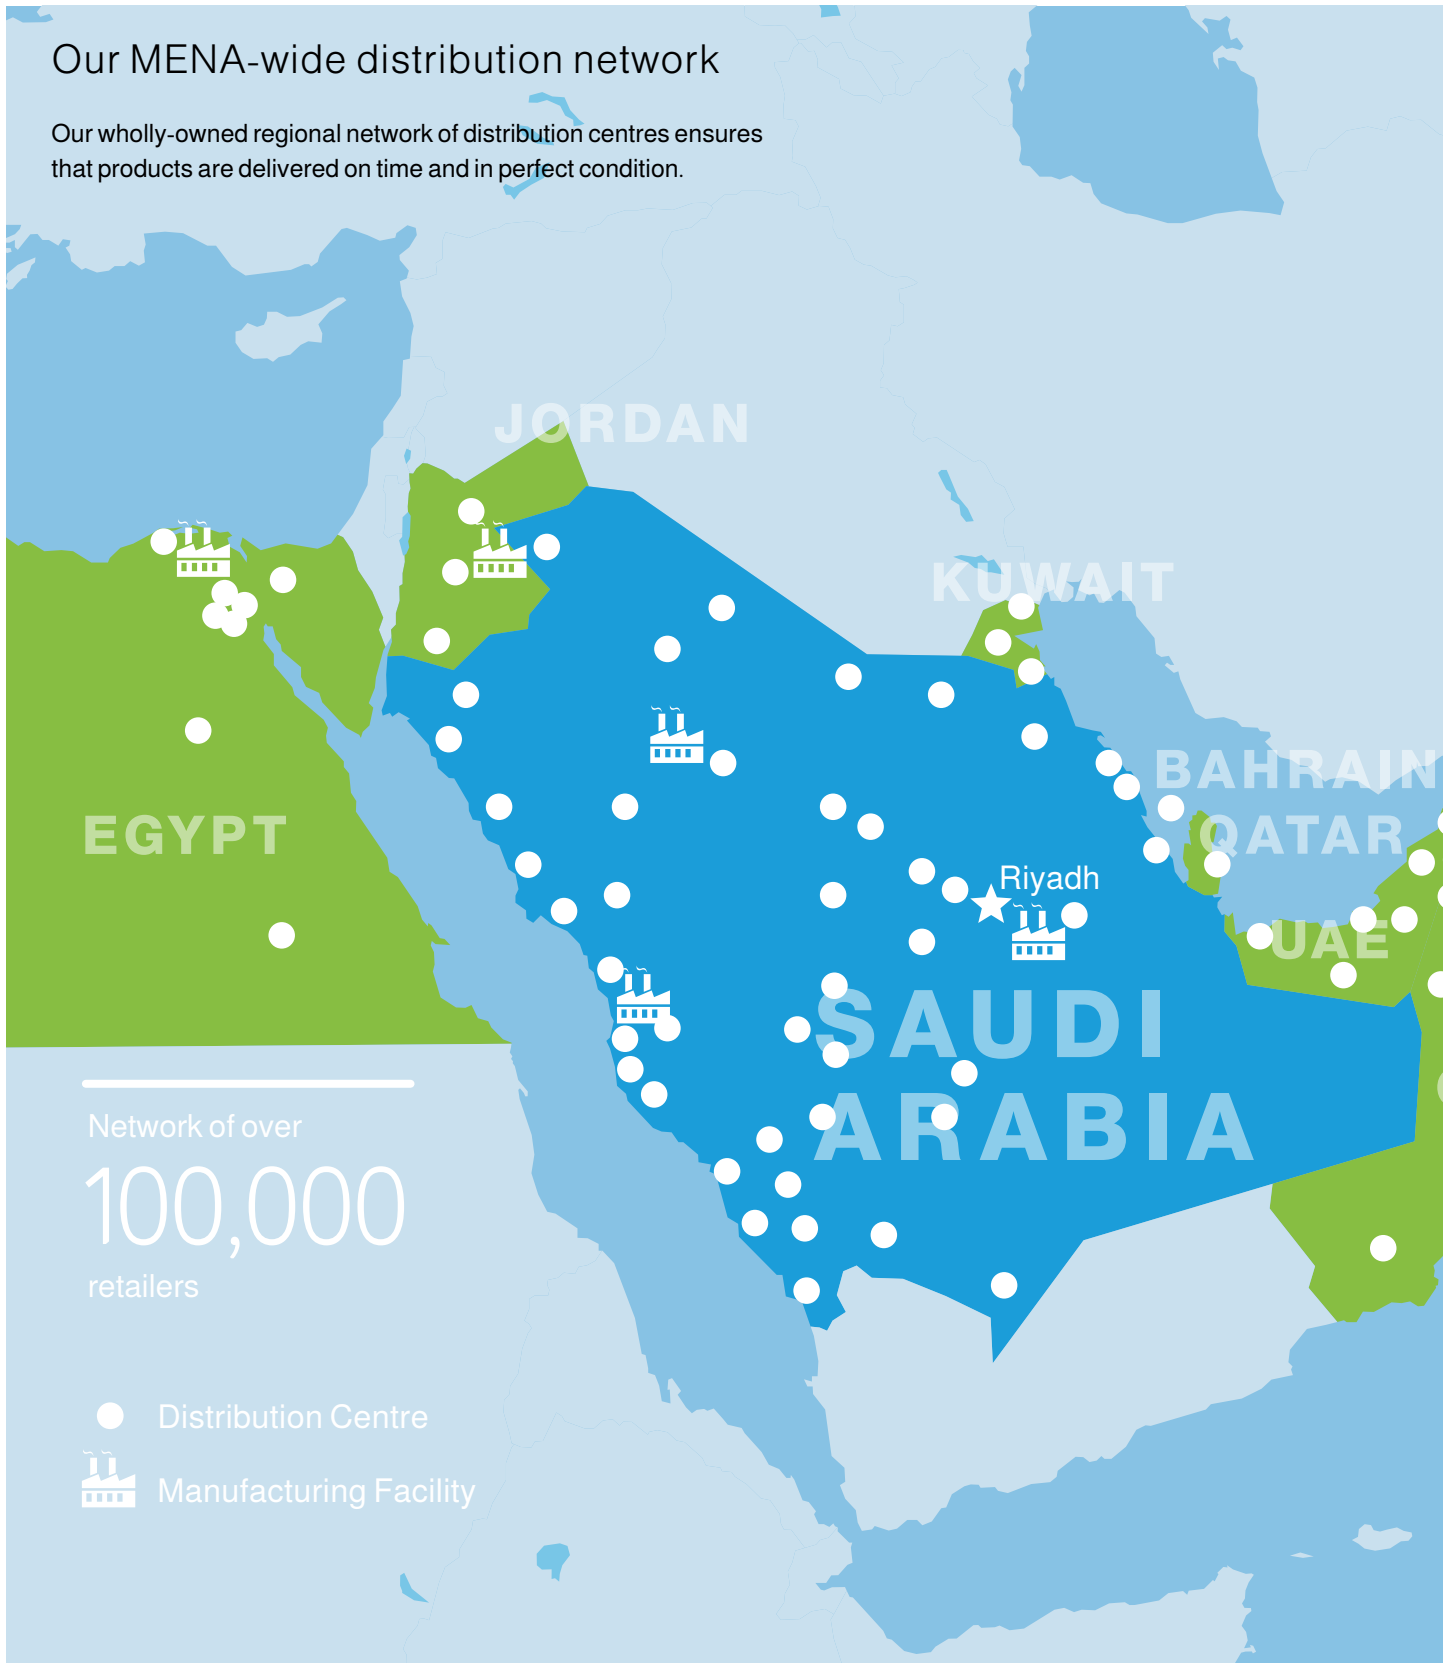 Our MENA-wide distribution network
Our wholly-owned regional network of distribution centres ensures
that products are delivered on time and in perfect condition.
JORDAN
KUWAIT
BAHRAIN
QATAR
EGYPT
Riyadh
UAE
SAUDI
ARABIA
Network of over
100,000
retailers
Distribution Centre
Manufacturing Facility